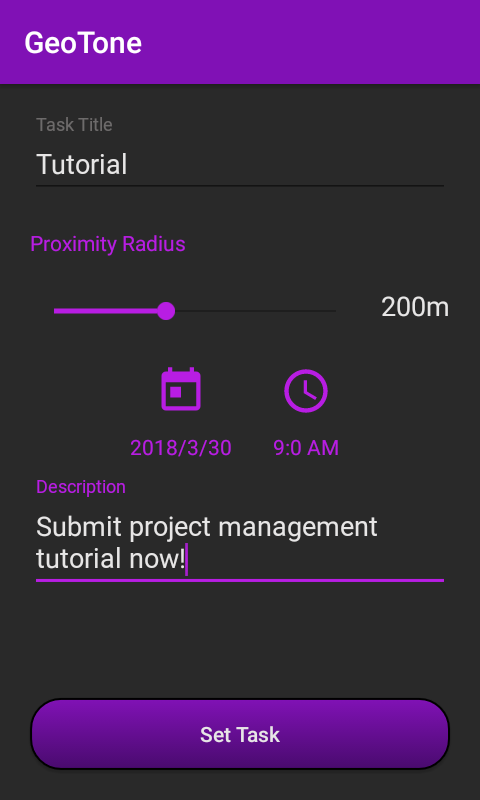 GeoTone
Task Title
Tutorial
Proximity Radius
200m
2018/3/30
9:0 AM
Description
Submit project management
tutorial now!
Set Task